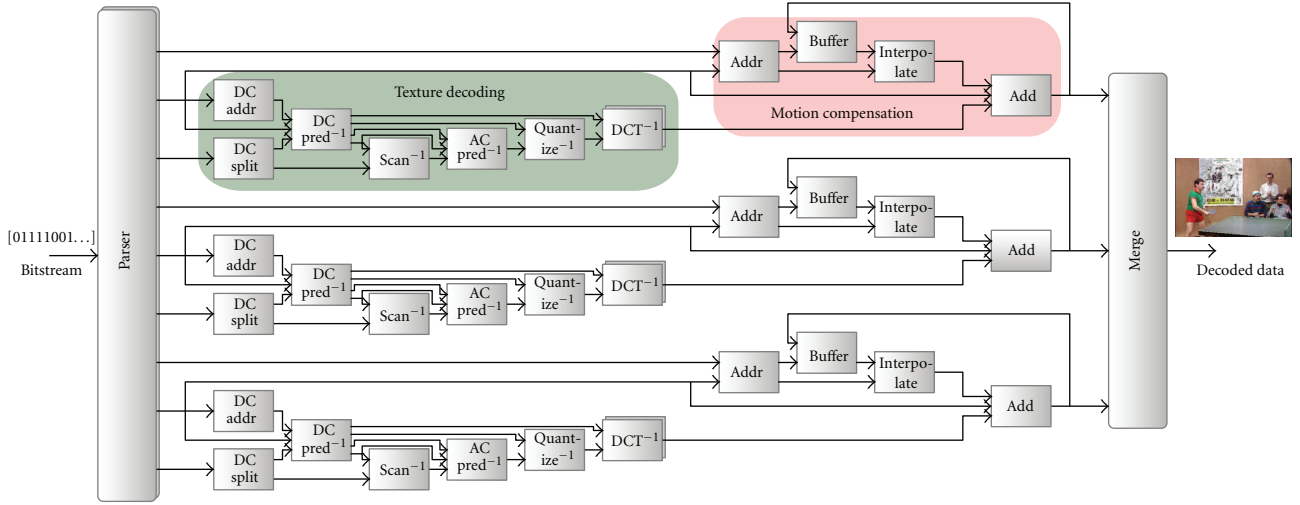 [01111001...]
Bitstream
Parser
Texture decoding
DC
addr
DC
split
DC
pred⁻¹
Scan⁻¹
AC
pred⁻¹
Quant-
ize⁻¹
DCT⁻¹
Motion compensation
Addr
Buffer
Interpo-
late
Add
DC
addr
DC
split
DC
pred⁻¹
Scan⁻¹
AC
pred⁻¹
Quant-
ize⁻¹
DCT⁻¹
Addr
Buffer
Interpo-
late
Add
DC
addr
DC
split
DC
pred⁻¹
Scan⁻¹
AC
pred⁻¹
Quant-
ize⁻¹
DCT⁻¹
Addr
Buffer
Interpo-
late
Add
Merge
Decoded data